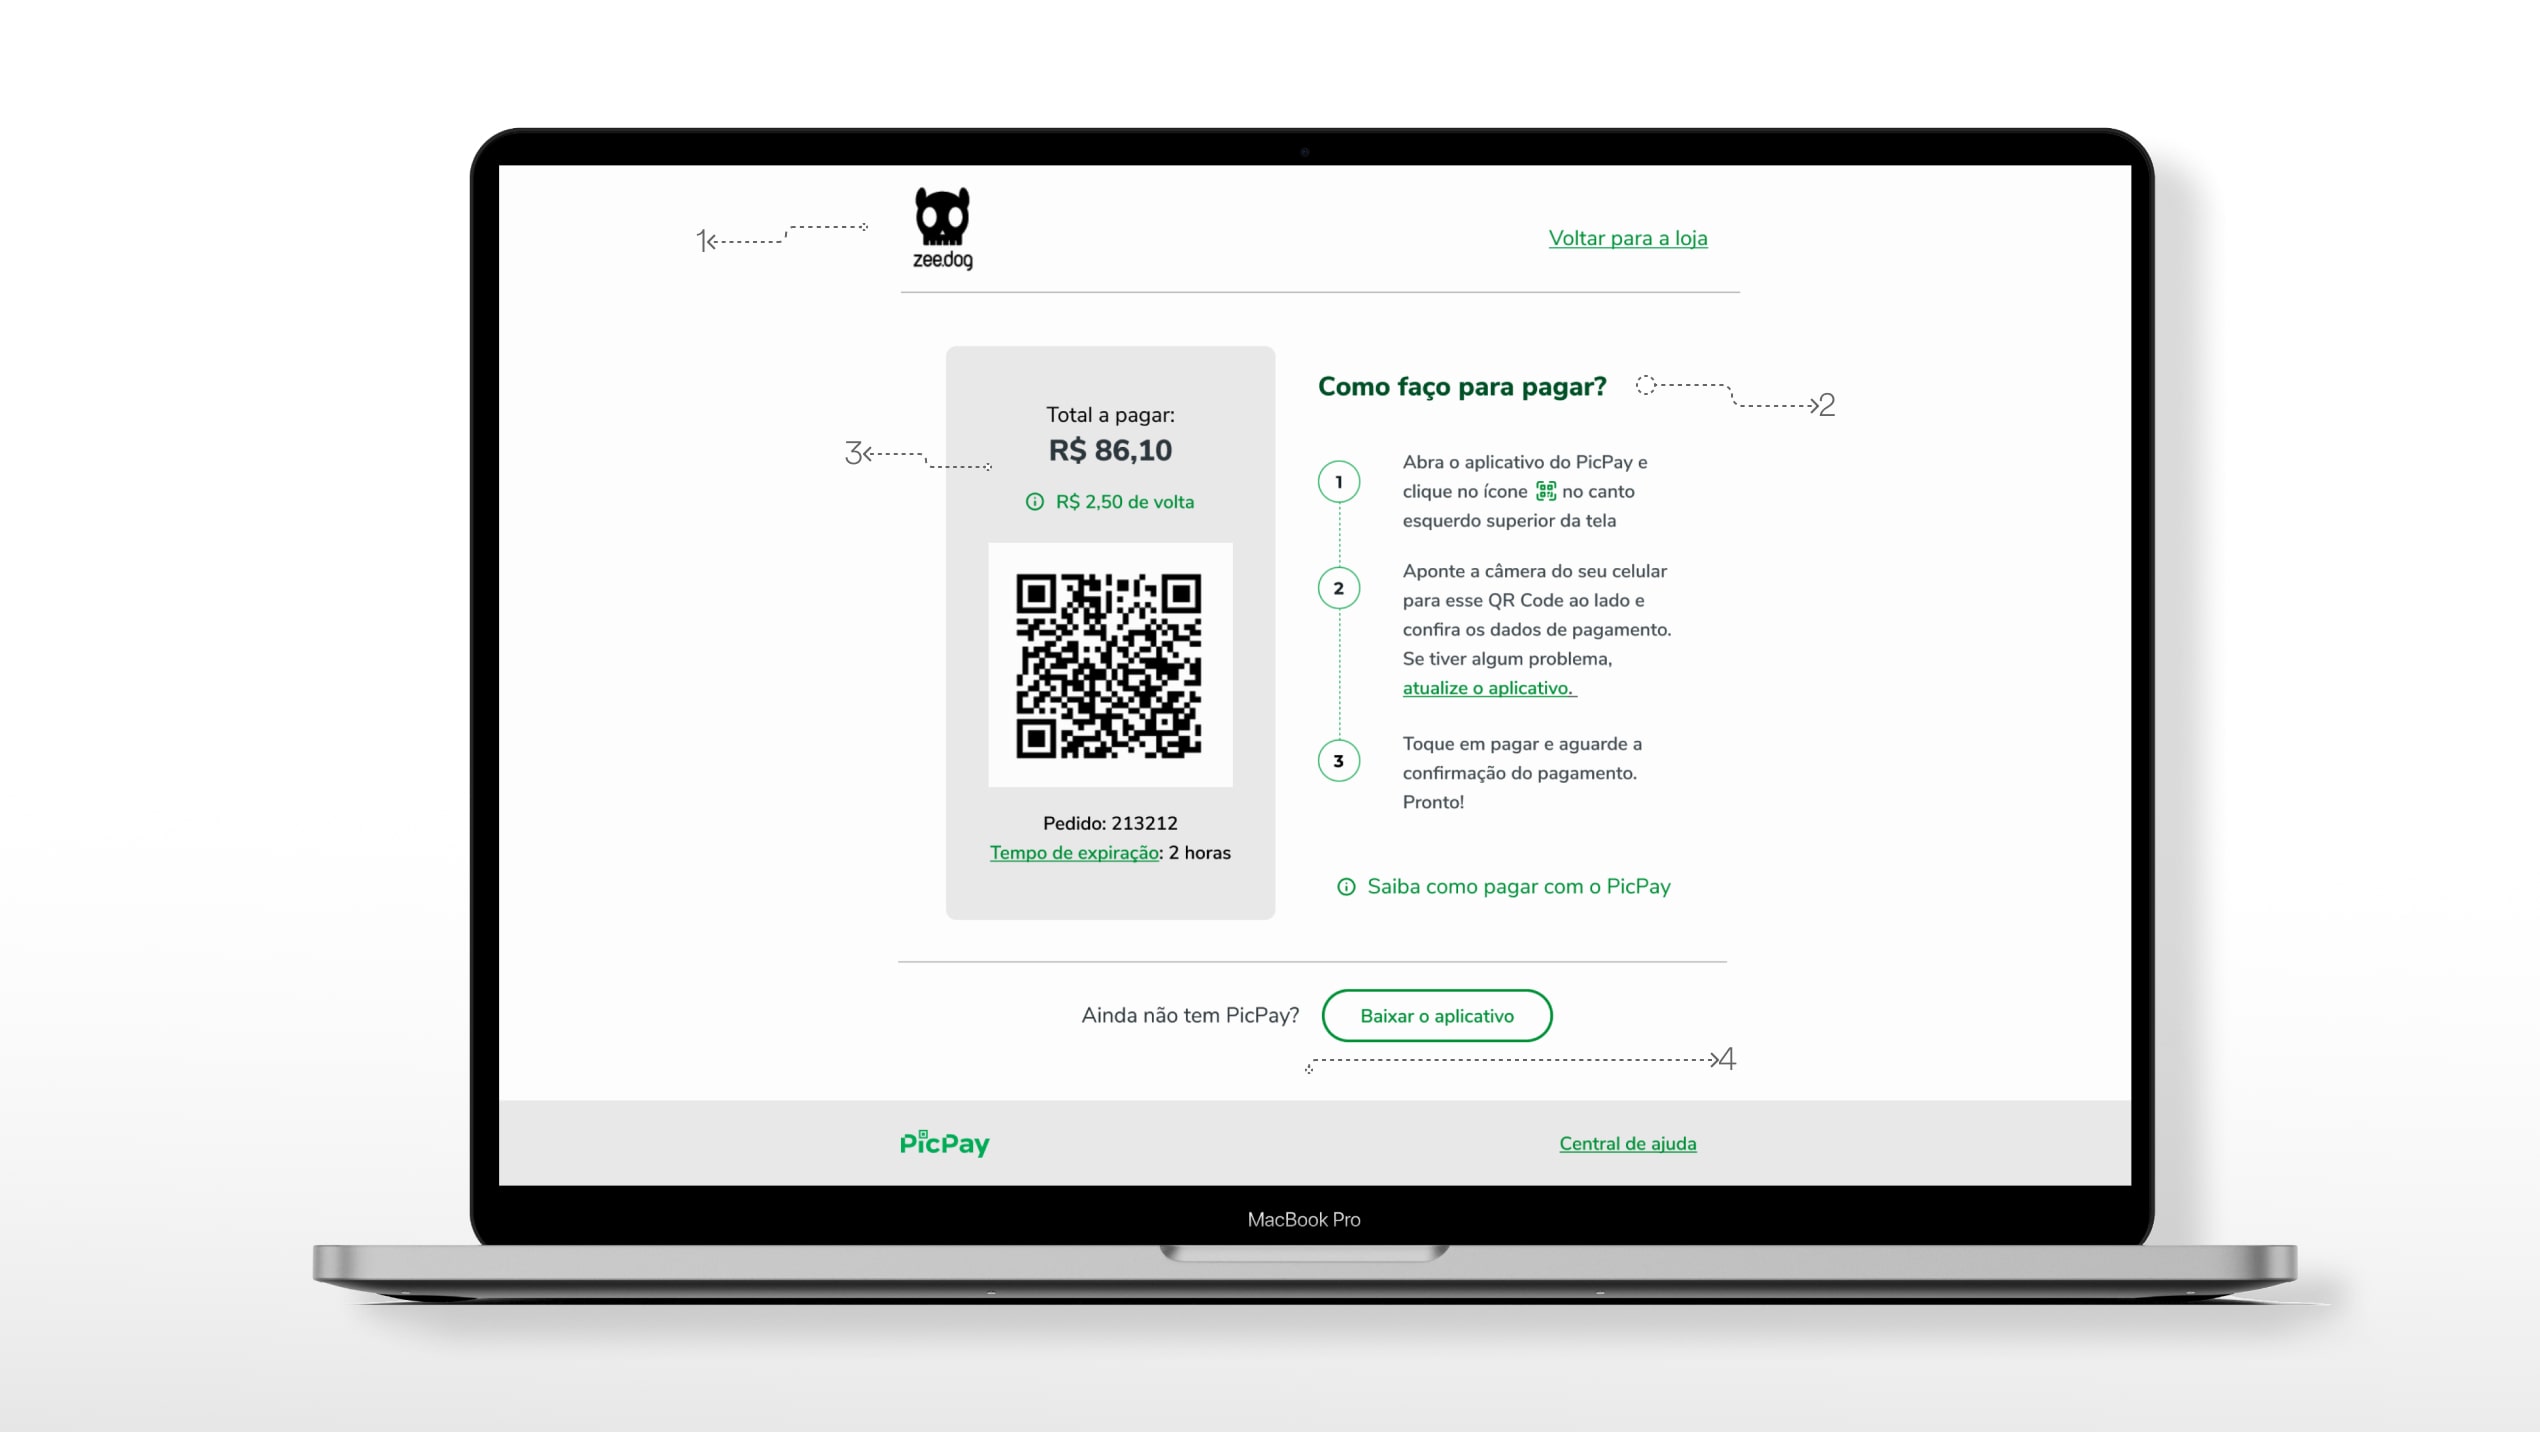 zee.dog
Voltar para a loja
1
Total a pagar:
R$ 86,10
R$ 2,50 de volta
3
Pedido: 213212
Tempo de expiração: 2 horas
Como faço para pagar?
2
1
Abra o aplicativo do PicPay e
clique no ícone no canto
esquerdo superior da tela
2
Aponte a câmera do seu celular
para esse QR Code ao lado e
confira os dados de pagamento.
Se tiver algum problema,
atualize o aplicativo.
3
Toque em pagar e aguarde a
confirmação do pagamento.
Pronto!
Saiba como pagar com o PicPay
Ainda não tem PicPay?
Baixar o aplicativo
4
PicPay
Central de ajuda
MacBook Pro